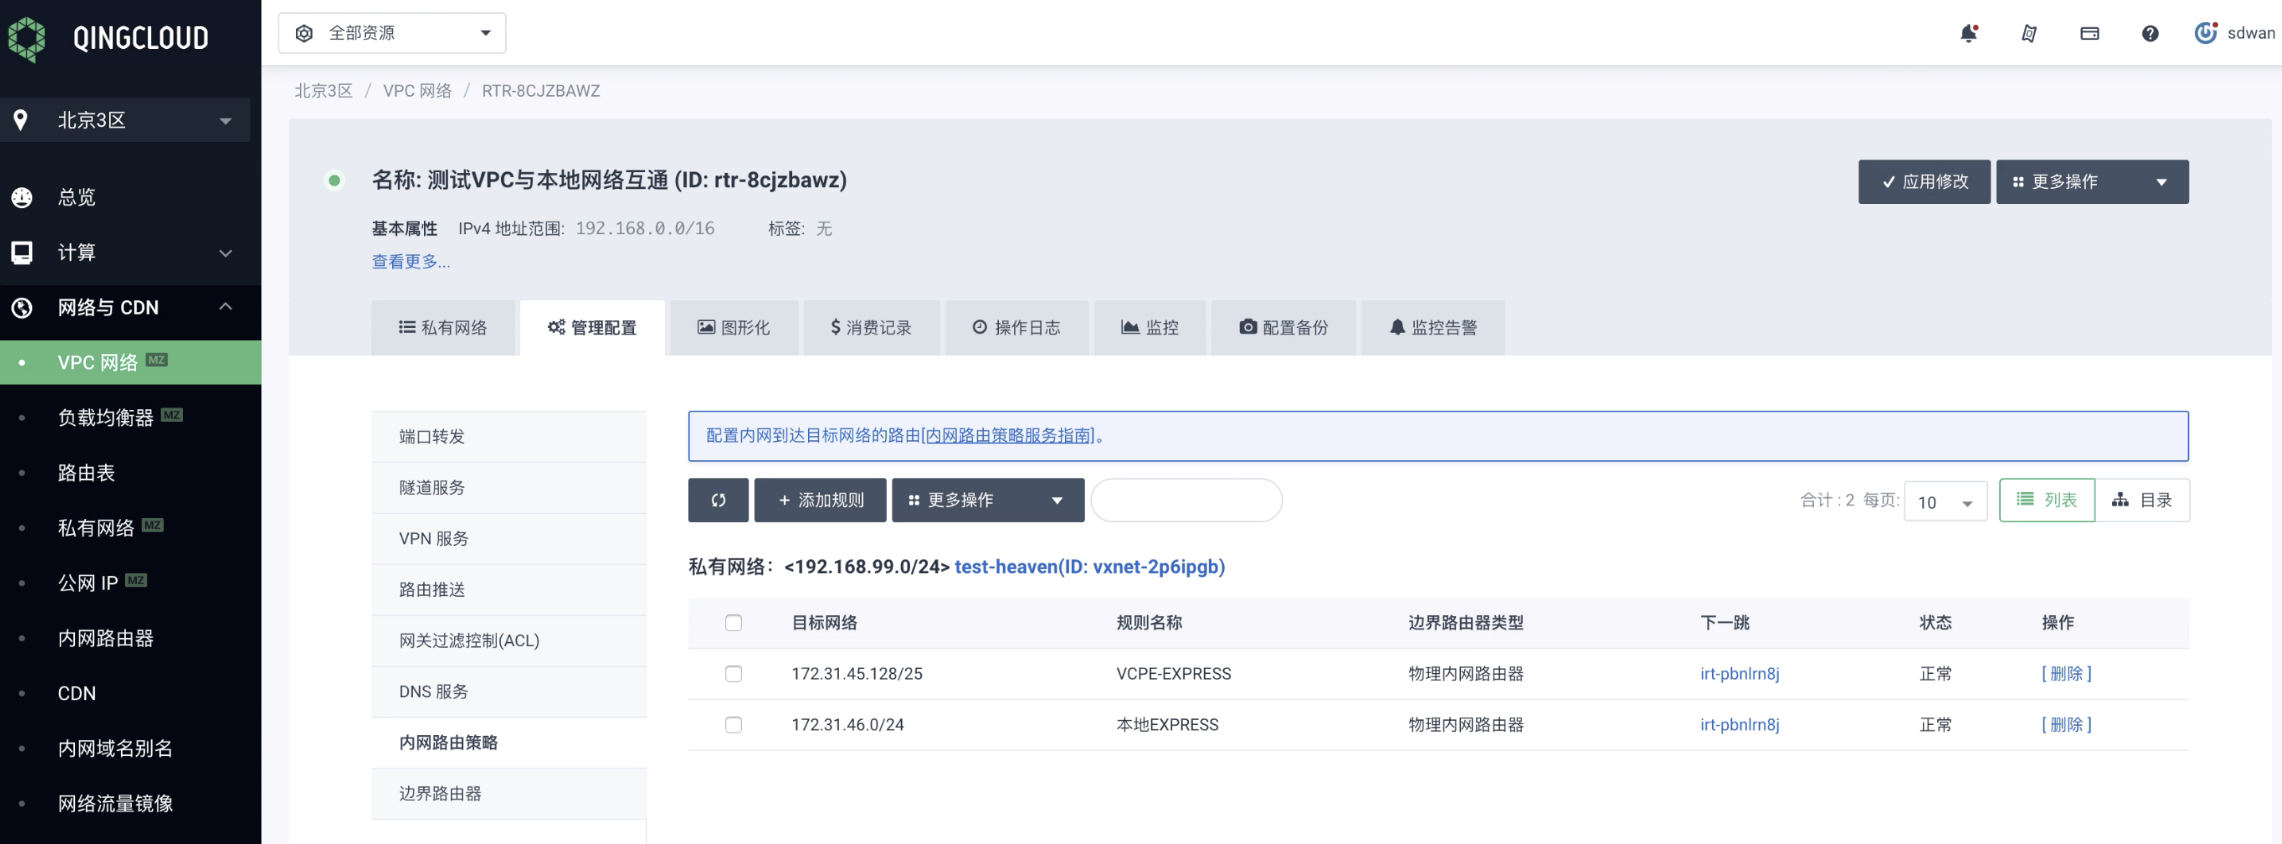 QINGCLOUD
全部资源
sdwan
北京3区 / VPC 网络 / RTR-8CJZBAWZ
北京3区
总览
计算
网络与 CDN
VPC 网络 MZ
负载均衡器 MZ
路由表
私有网络 MZ
公网 IP MZ
内网路由器
CDN
内网域名别名
网络流量镜像
名称: 测试VPC与本地网络互通 (ID: rtr-8cjzbawz)
应用修改 更多操作
基本属性 IPv4 地址范围: 192.168.0.0/16 标签: 无
查看更多...
私有网络 管理配置 图形化 $ 消费记录 操作日志 监控 配置备份 监控告警
端口转发
隧道服务
VPN 服务
路由推送
网关过滤控制(ACL)
DNS 服务
内网路由策略
边界路由器
配置内网到达目标网络的路由[内网路由策略服务指南]。
+ 添加规则 更多操作 合计 : 2 每页: 10 列表 目录
私有网络：<192.168.99.0/24> test-heaven(ID: vxnet-2p6ipgb)
目标网络 规则名称 边界路由器类型 下一跳 状态 操作
172.31.45.128/25 VCPE-EXPRESS 物理内网路由器 irt-pbnlrn8j 正常 [ 删除 ]
172.31.46.0/24 本地EXPRESS 物理内网路由器 irt-pbnlrn8j 正常 [ 删除 ]